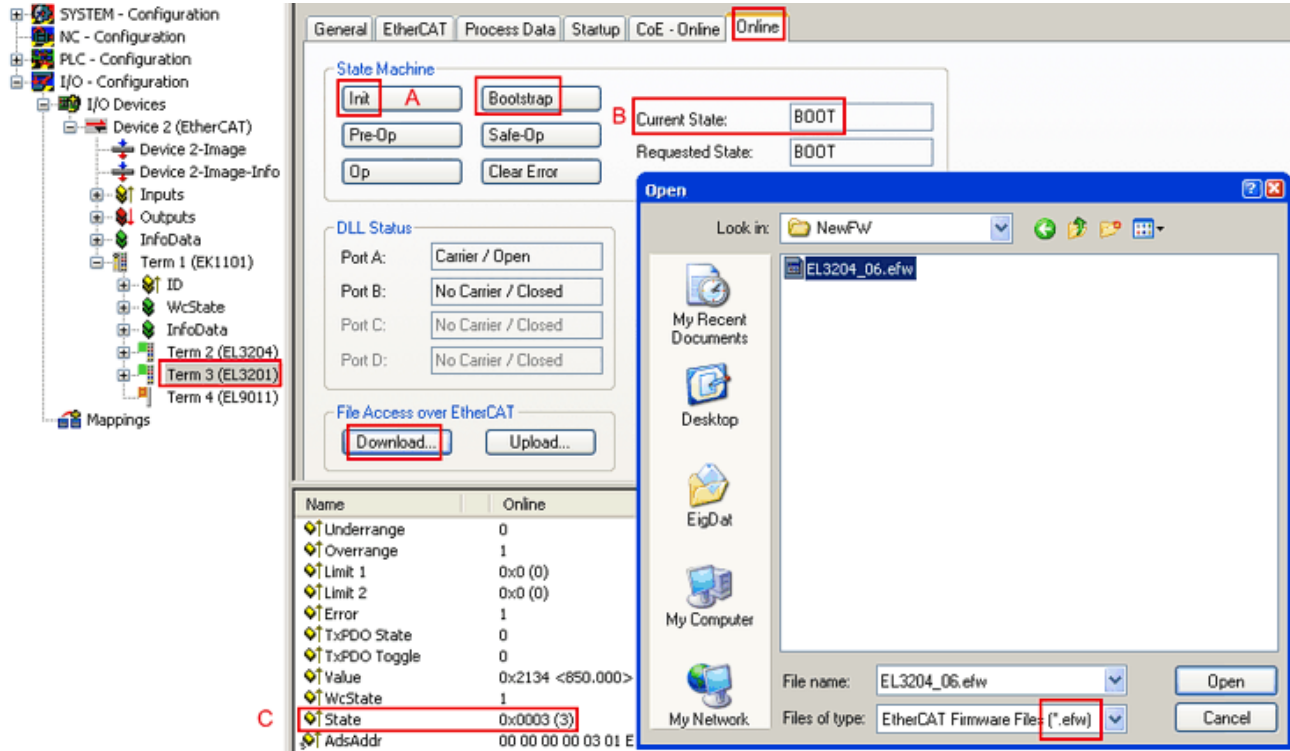 SYSTEM - Configuration
NC - Configuration
PLC - Configuration
I/O - Configuration
I/O Devices
Device 2 (EtherCAT)
Device 2-Image
Device 2-Image-Info
Inputs
Outputs
InfoData
Term 1 (EK1101)
ID
WcState
InfoData
Term 2 (EL3204)
Term 3 (EL3201)
Term 4 (EL9011)
Mappings
General EtherCAT Process Data Startup CoE - Online Online
State Machine
Init A Bootstrap
Pre-Op Safe-Op
Op Clear Error
B Current State: BOOT
Requested State: BOOT
DLL Status
Port A: Carrier / Open
Port B: No Carrier / Closed
Port C: No Carrier / Closed
Port D: No Carrier / Closed
File Access over EtherCAT
Download... Upload...
Name Online
Underrange 0
Overrange 1
Limit 1 0x0 (0)
Limit 2 0x0 (0)
Error 1
TxPDO State 0
TxPDO Toggle 0
Value 0x2134 <850.000>
WcState 1
C State 0x0003 (3)
AdsAddr 00 00 00 00 03 01 E
Open
Look in: NewFW
EL3204_06.efw
My Recent
Documents
Desktop
EigDat
My Computer
My Network
File name: EL3204_06.efw Open
Files of type: EtherCAT Firmware Files (*.efw) Cancel